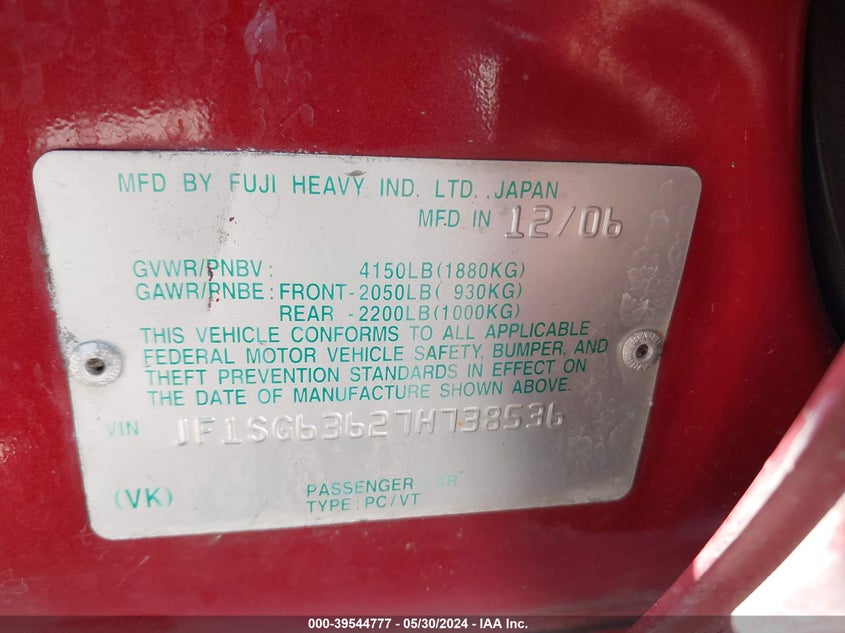 MFD BY FUJI HEAVY IND. LTD. JAPAN
MFD IN 12/06
GVWR/PNBV: 4150LB(1880KG)
GAWR/PNBE: FRONT-2050LB( 930KG)
REAR -2200LB(1000KG)
THIS VEHICLE CONFORMS TO ALL APPLICABLE
FEDERAL MOTOR VEHICLE SAFETY, BUMPER, AND
THEFT PREVENTION STANDARDS IN EFFECT ON
THE DATE OF MANUFACTURE SHOWN ABOVE.
VIN JF1SG63627H738536
PASSENGER CAR
(VK) TYPE: PC/VT
000-39544777 - 05/30/2024 - IAA Inc.